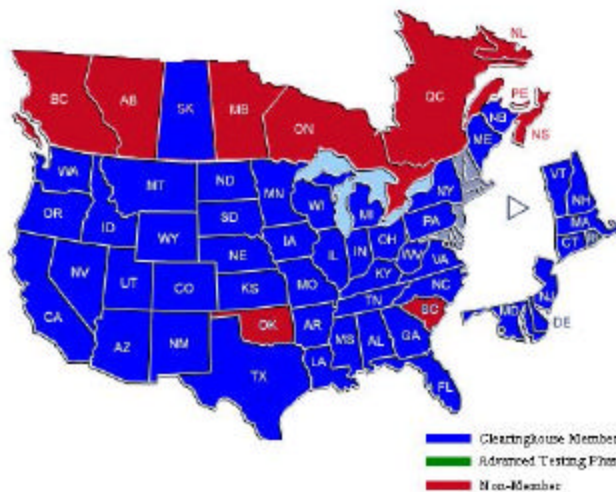 NL
BC
AB
SK
MB
ON
QC
PE
NB
NS
ME
WA
MT
ND
MN
WI
MI
NY
VT
NH
MA
CT
OR
ID
WY
SD
IA
NE
IL
IN
OH
PA
WV
VA
KY
NV
UT
CO
KS
MO
TN
NC
CA
AZ
NM
OK
AR
SC
MS
AL
GA
LA
TX
FL
NJ
MD
DE
Clearinghouse Member
Advanced Testing Phas
Non-Member